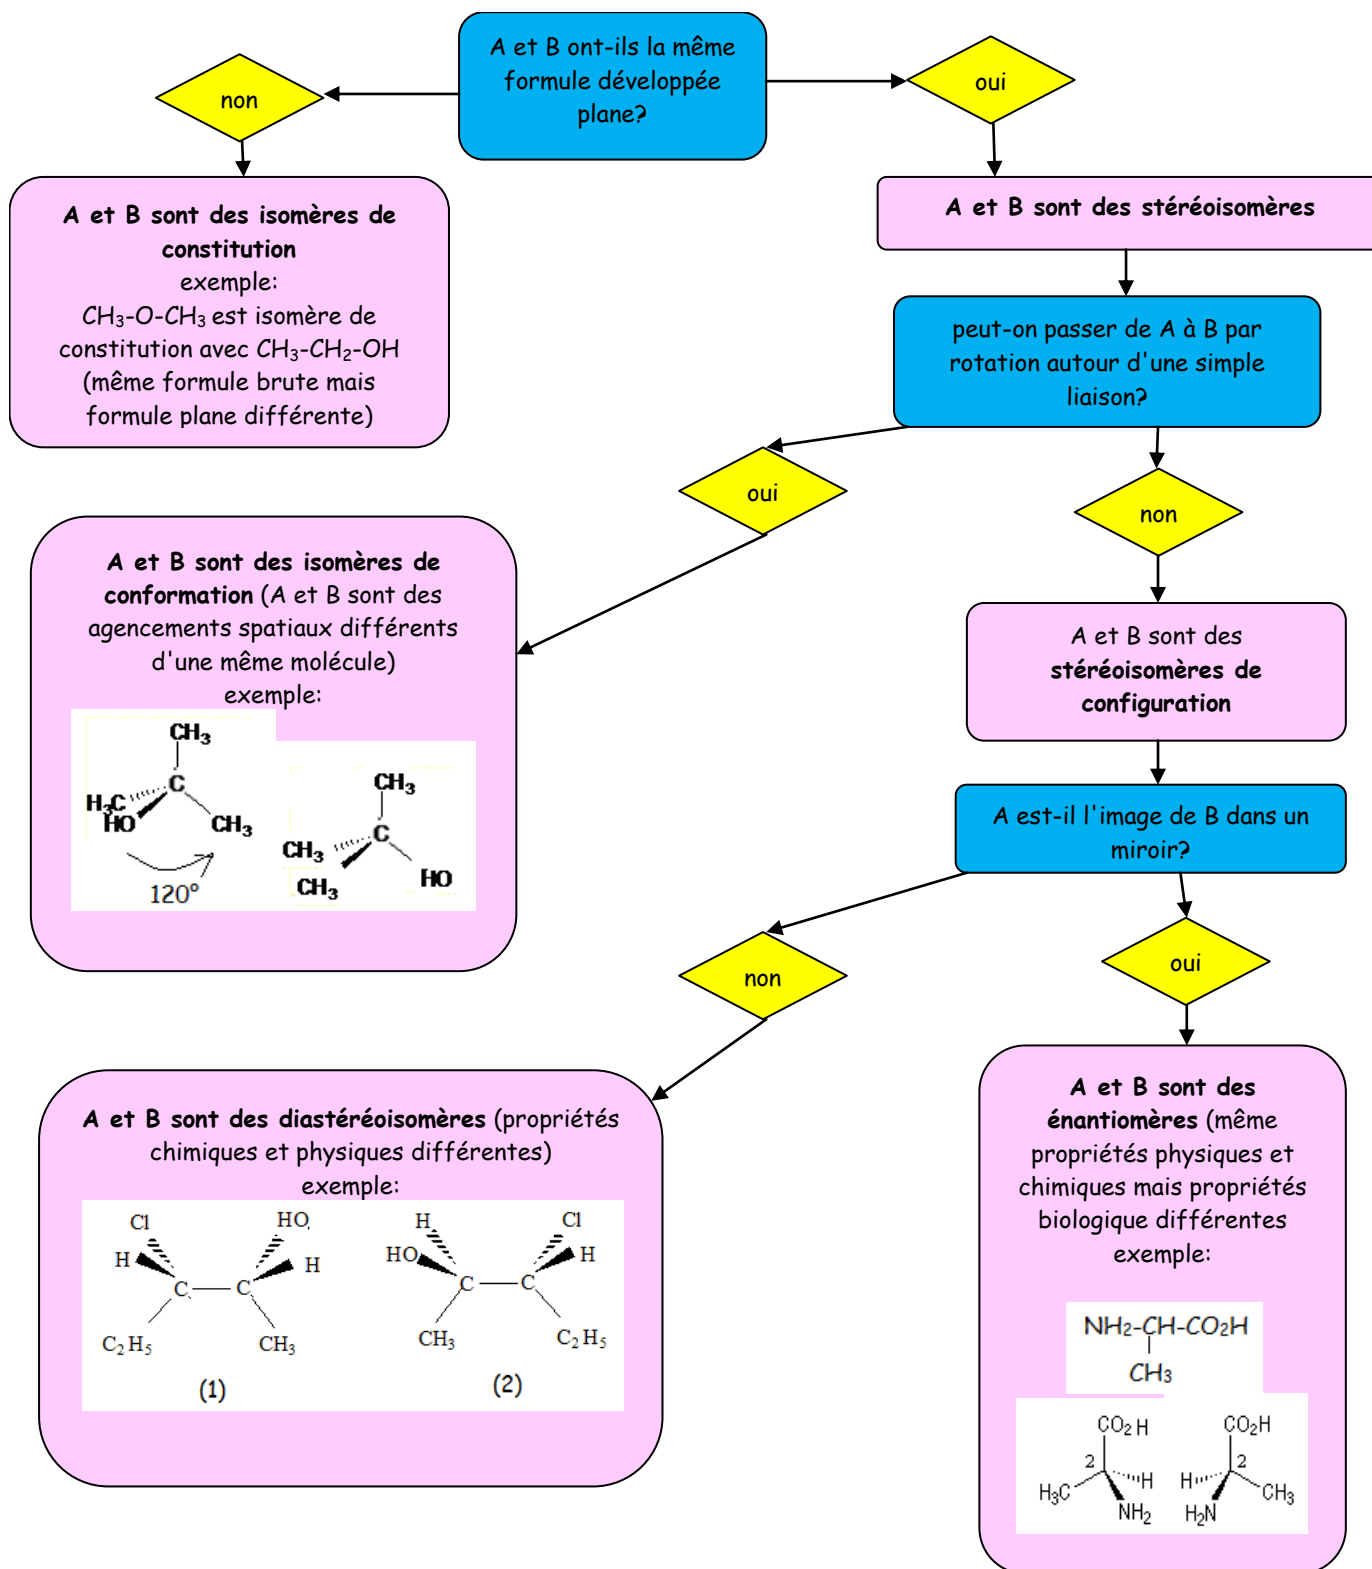 A et B ont-ils la même
formule développée
plane?
non
oui
A et B sont des isomères de
constitution
exemple:
CH₃-O-CH₃ est isomère de
constitution avec CH₃-CH₂-OH
(même formule brute mais
formule plane différente)
A et B sont des stéréoisomères
peut-on passer de A à B par
rotation autour d'une simple
liaison?
oui
non
A et B sont des isomères de
conformation (A et B sont des
agencements spatiaux différents
d'une même molécule)
exemple:
CH₃
C
H₃C
HO
CH₃
120°
CH₃
C
CH₃
CH₃
HO
A et B sont des
stéréoisomères de
configuration
A est-il l'image de B dans un
miroir?
non
oui
A et B sont des diastéréoisomères (propriétés
chimiques et physiques différentes)
exemple:
Cl
HO
H
H
C
C
C₂H₅
CH₃
(1)
H
Cl
HO
H
C
C
CH₃
C₂H₅
(2)
A et B sont des
énantiomères (même
propriétés physiques et
chimiques mais propriétés
biologique différentes
exemple:
NH₂-CH-CO₂H
CH₃
CO₂H
2
H
H₃C
NH₂
CO₂H
H
2
CH₃
H₂N